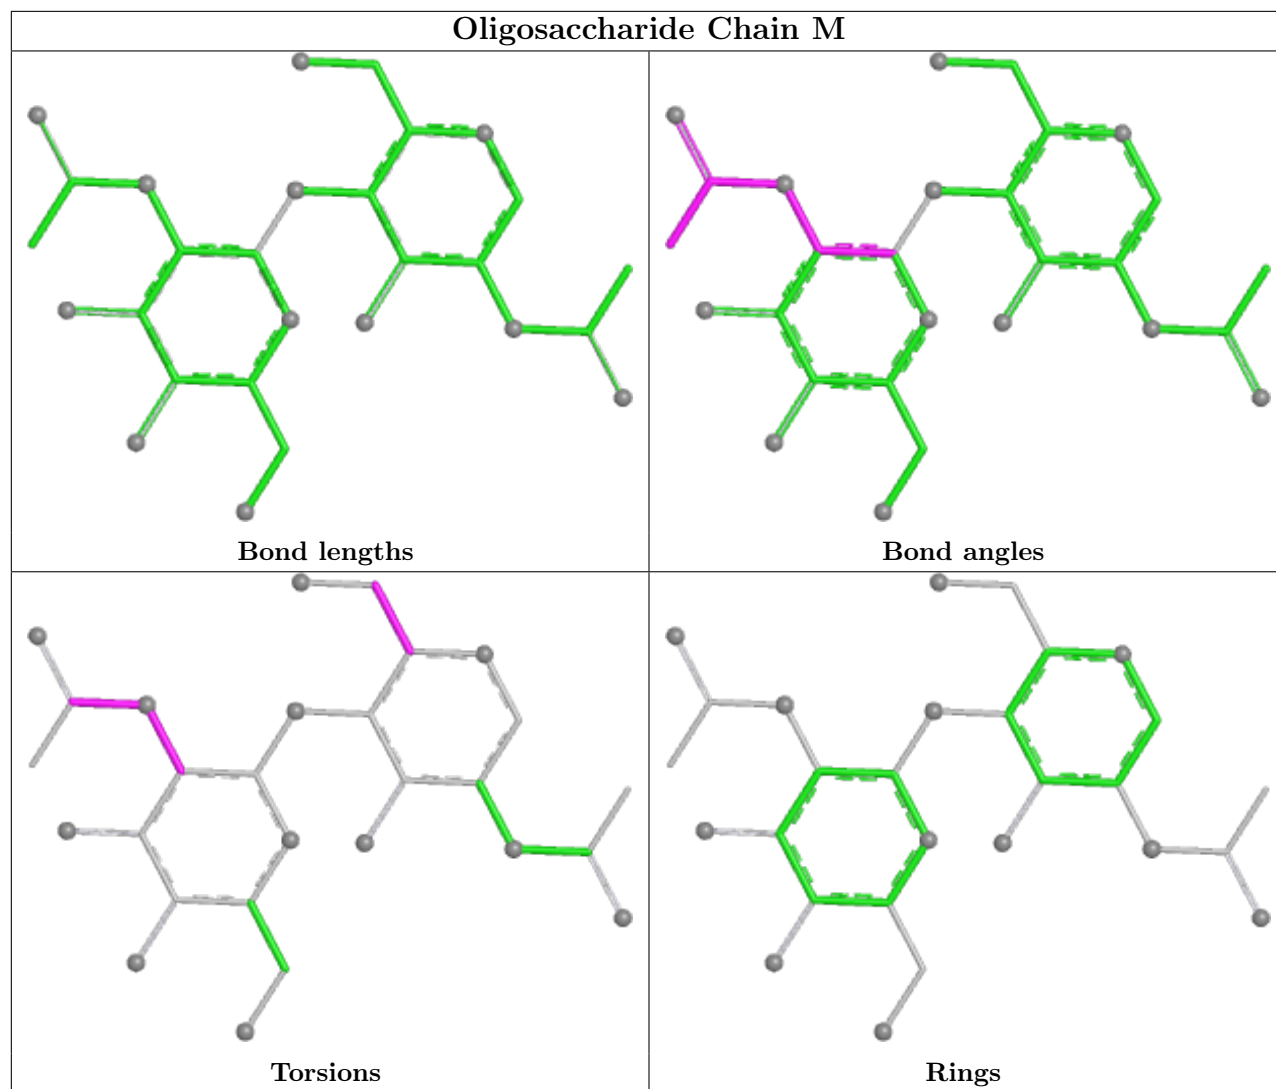 Oligosaccharide Chain M
Bond lengths
Bond angles
Torsions
Rings